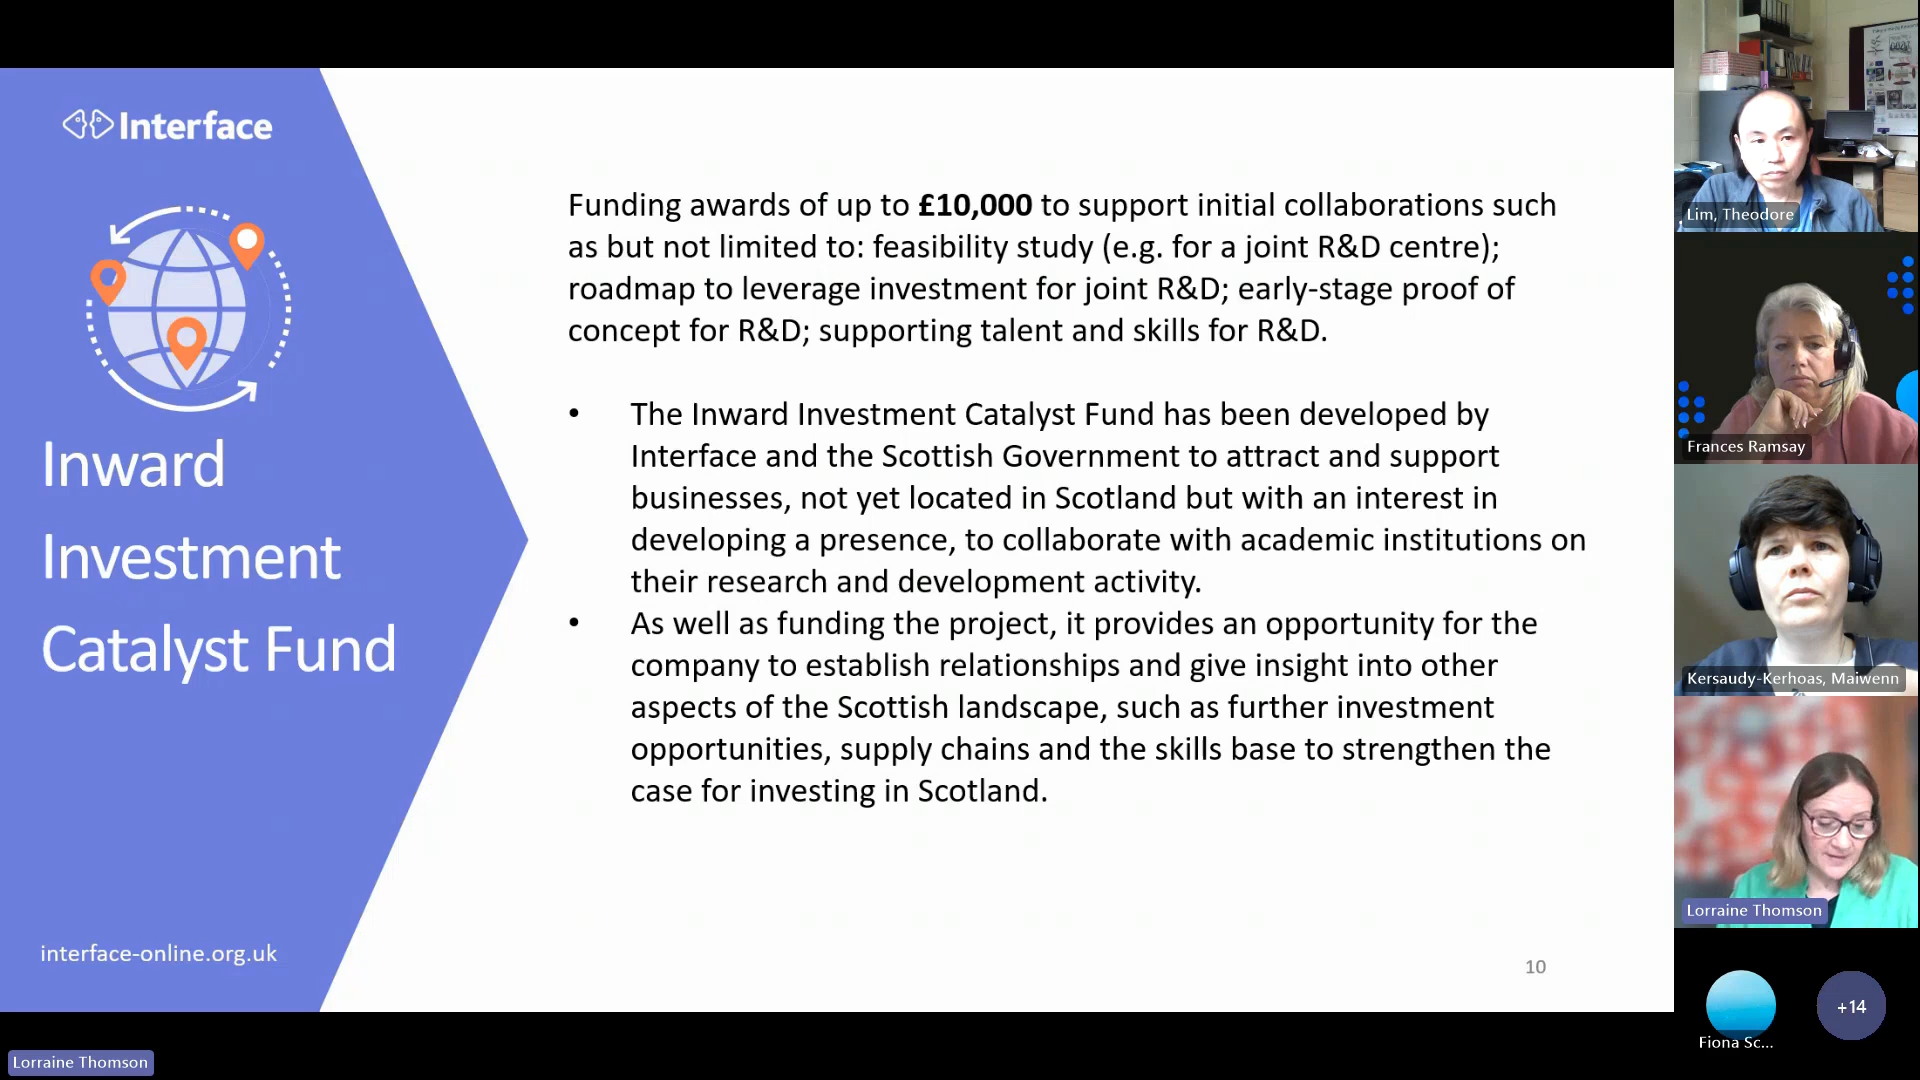 Interface
Inward
Investment
Catalyst Fund
interface-online.org.uk
Funding awards of up to £10,000 to support initial collaborations such
as but not limited to: feasibility study (e.g. for a joint R&D centre);
roadmap to leverage investment for joint R&D; early-stage proof of
concept for R&D; supporting talent and skills for R&D.
• The Inward Investment Catalyst Fund has been developed by
Interface and the Scottish Government to attract and support
businesses, not yet located in Scotland but with an interest in
developing a presence, to collaborate with academic institutions on
their research and development activity.
• As well as funding the project, it provides an opportunity for the
company to establish relationships and give insight into other
aspects of the Scottish landscape, such as further investment
opportunities, supply chains and the skills base to strengthen the
case for investing in Scotland.
10
Lim, Theodore
Frances Ramsay
Kersaudy-Kerhoas, Maiwenn
Lorraine Thomson
Fiona Sc...
+14
Lorraine Thomson